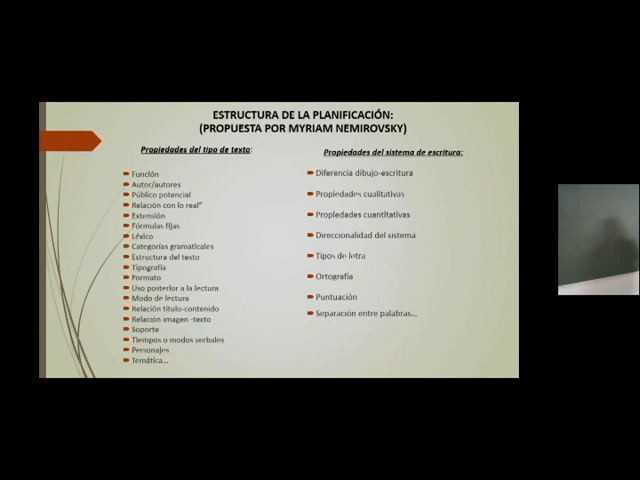 ESTRUCTURA DE LA PLANIFICACIÓN:
(PROPUESTA POR MYRIAM NEMIROVSKY)
Propiedades del tipo de texto:
Función
Autor/autores
Público potencial
Relación con lo real"
Extensión
Fórmulas fijas
Léxico
Categorías gramaticales
Estructura del texto
Tipografía
Formato
Uso posterior a la lectura
Modo de lectura
Relación título-contenido
Relación imagen -texto
Soporte
Tiempos o modos verbales
Personajes
Temática...
Propiedades del sistema de escritura:
Diferencia dibujo-escritura
Propiedades cualitativas
Propiedades cuantitativas
Direccionalidad del sistema
Tipos de letra
Ortografía
Puntuación
Separación entre palabras...